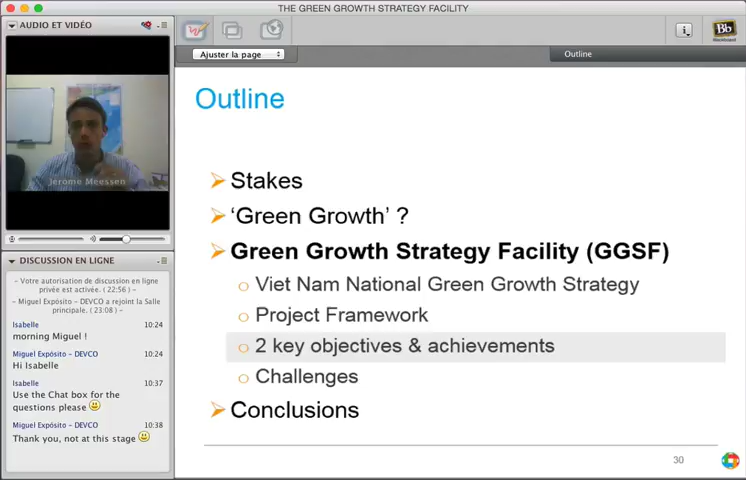 THE GREEN GROWTH STRATEGY FACILITY
AUDIO ET VIDÉO
Ajuster la page
Outline
i
Bb
Blackboard
Jerome Meessen
DISCUSSION EN LIGNE
- Votre autorisation de discussion en ligne
privée est activée. ( 22:56) -
- Miguel Expósito - DEVCO a rejoint la Salle
principale. ( 23:08) -
Isabelle 10:24
morning Miguel !
Miguel Expósito - DEVCO 10:24
Hi Isabelle
Isabelle 10:37
Use the Chat box for the
questions please
Miguel Expósito - DEVCO 10:38
Thank you, not at this stage
Outline
Stakes
‘Green Growth’ ?
Green Growth Strategy Facility (GGSF)
Viet Nam National Green Growth Strategy
Project Framework
2 key objectives & achievements
Challenges
Conclusions
30